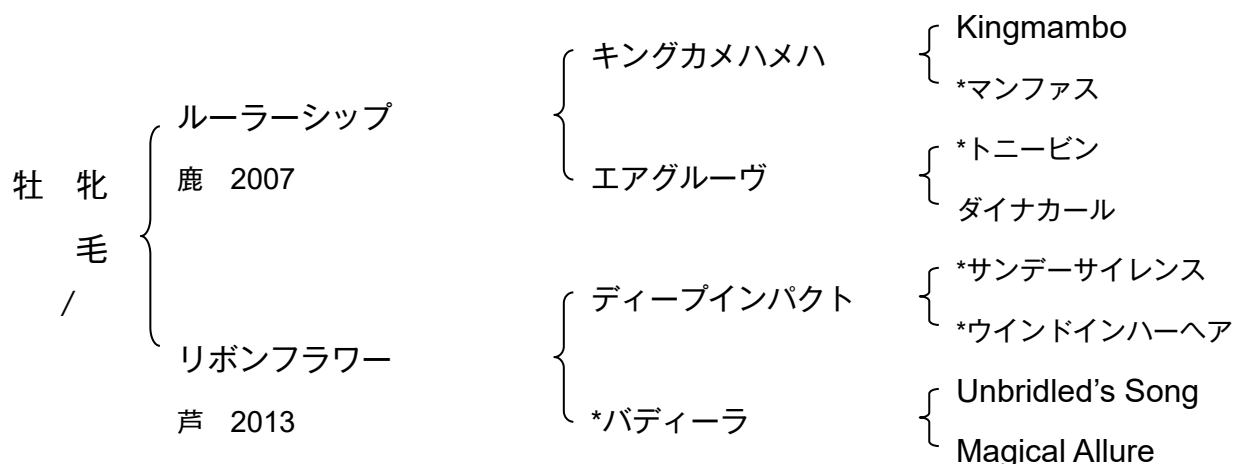 牡 牝
毛
/
ルーラーシップ
鹿 2007
リボンフラワー
芦 2013
キングカメハメハ
エアグルーヴ
ディープインパクト
*バディーラ
Kingmambo
*マンファス
*トニービン
ダイナカール
*サンデーサイレンス
*ウインドインハーヘア
Unbridled’s Song
Magical Allure